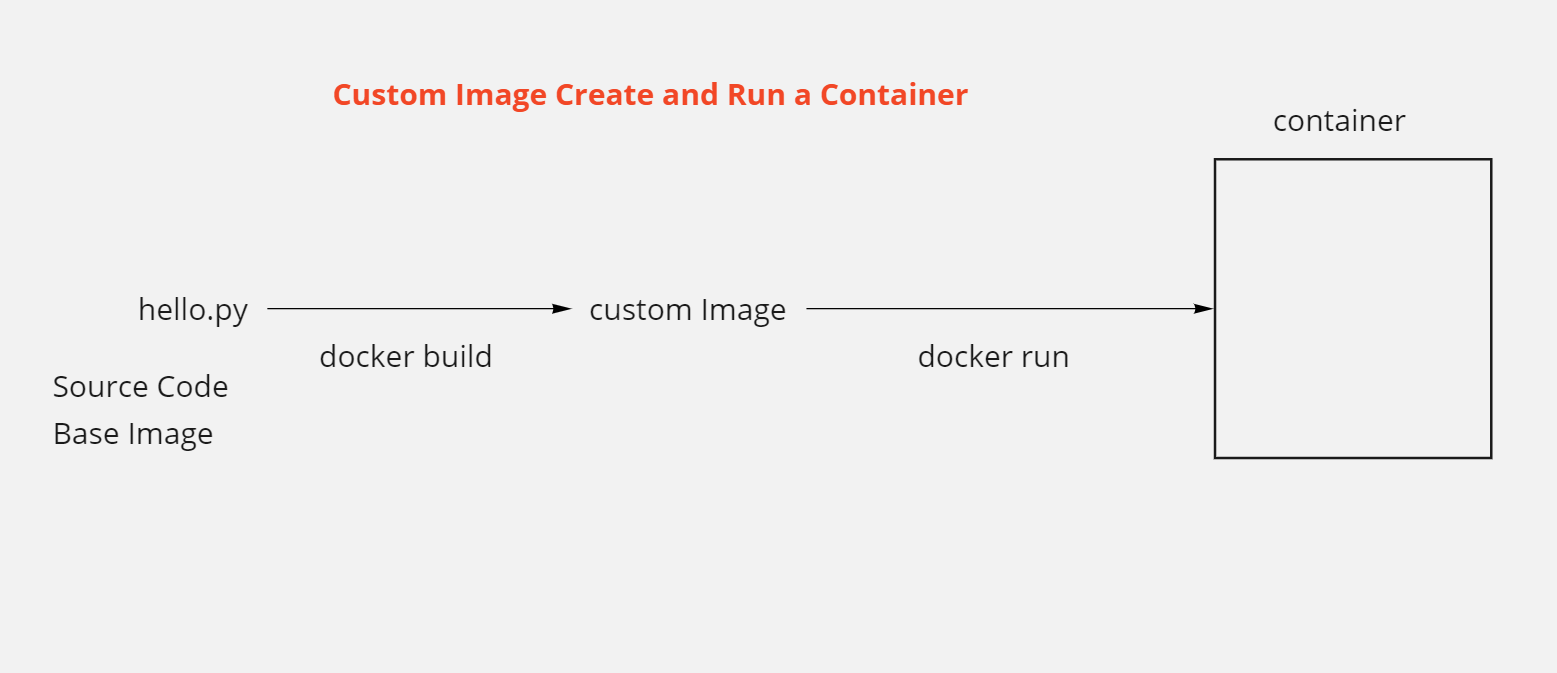 Custom Image Create and Run a Container
container
hello.py
custom Image
docker build
docker run
Source Code
Base Image